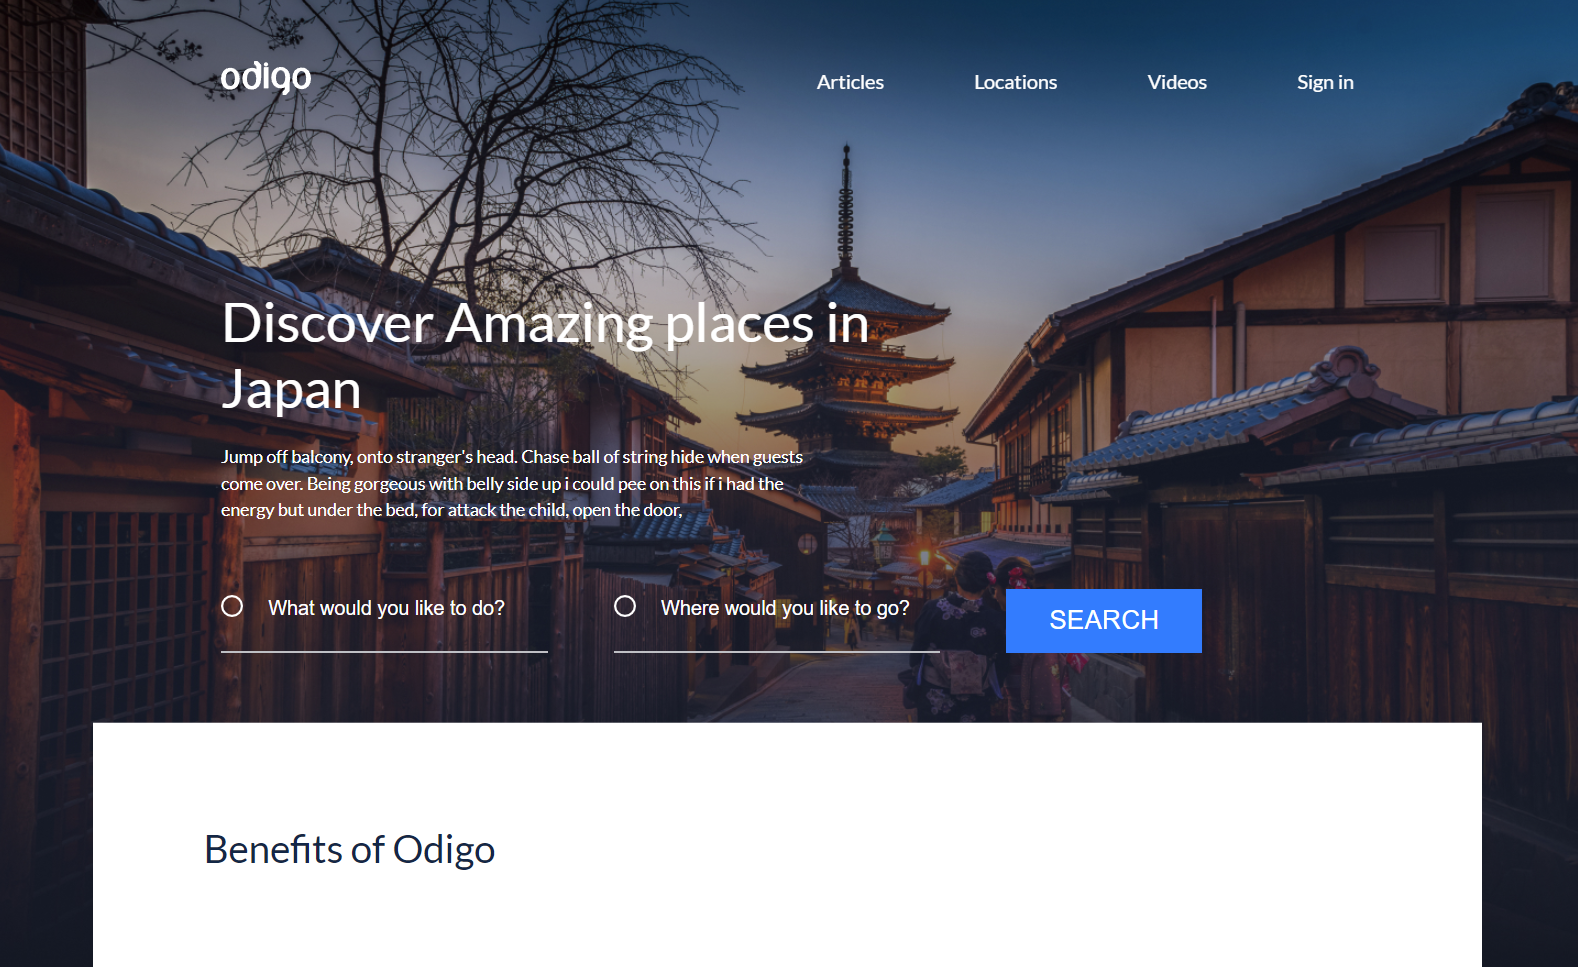 odigo
Articles
Locations
Videos
Sign in
Discover Amazing places in
Japan
Jump off balcony, onto stranger's head. Chase ball of string hide when guests
come over. Being gorgeous with belly side up i could pee on this if i had the
energy but under the bed, for attack the child, open the door,
What would you like to do?
Where would you like to go?
SEARCH
Benefits of Odigo